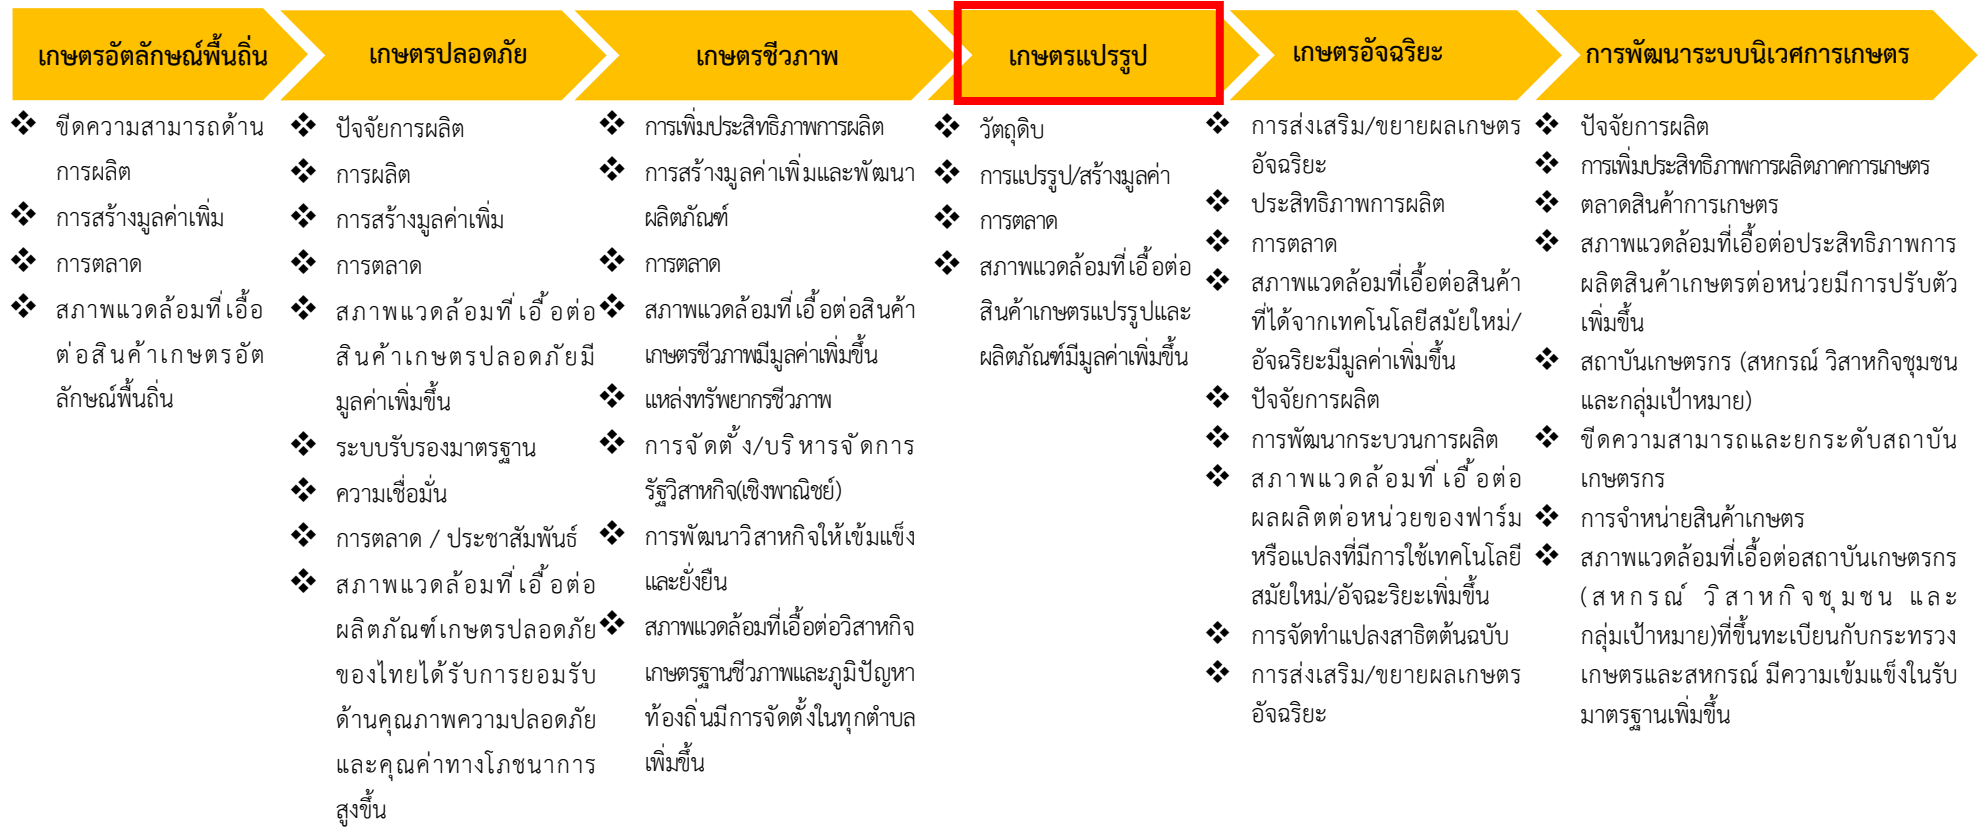 เกษตรอัตลักษณ์พื้นถิ่น
เกษตรปลอดภัย
เกษตรชีวภาพ
เกษตรแปรรูป
เกษตรอัจฉริยะ
การพัฒนาระบบนิเวศการเกษตร
❖ ขีดความสามารถด้าน
การผลิต
❖ การสร้างมูลค่าเพิ่ม
❖ การตลาด
❖ สภาพแวดล้อมที่เอื้อ
ต่อสินค้าเกษตรอัต
ลักษณ์พื้นถิ่น
❖ ปัจจัยการผลิต
❖ การผลิต
❖ การสร้างมูลค่าเพิ่ม
❖ การตลาด
❖ สภาพแวดล้อมที่เอื้อต่อ
สินค้าเกษตรปลอดภัยมี
มูลค่าเพิ่มขึ้น
❖ ระบบรับรองมาตรฐาน
❖ ความเชื่อมั่น
❖ การตลาด / ประชาสัมพันธ์
❖ สภาพแวดล้อมที่เอื้อต่อ
ผลิตภัณฑ์เกษตรปลอดภัย
ของไทยได้รับการยอมรับ
ด้านคุณภาพความปลอดภัย
และคุณค่าทางโภชนาการ
สูงขึ้น
❖ การเพิ่มประสิทธิภาพการผลิต
❖ การสร้างมูลค่าเพิ่มและพัฒนา
ผลิตภัณฑ์
❖ การตลาด
❖ สภาพแวดล้อมที่เอื้อต่อสินค้า
เกษตรชีวภาพมีมูลค่าเพิ่มขึ้น
❖ แหล่งทรัพยากรชีวภาพ
❖ การจัดตั้ง/บริหารจัดการ
รัฐวิสาหกิจ(เชิงพาณิชย์)
❖ การพัฒนาวิสาหกิจให้เข้มแข็ง
และยั่งยืน
❖ สภาพแวดล้อมที่เอื้อต่อวิสาหกิจ
เกษตรฐานชีวภาพและภูมิปัญหา
ท้องถิ่นมีการจัดตั้งในทุกตำบล
เพิ่มขึ้น
❖ วัตถุดิบ
❖ การแปรรูป/สร้างมูลค่า
❖ การตลาด
❖ สภาพแวดล้อมที่เอื้อต่อ
สินค้าเกษตรแปรรูปและ
ผลิตภัณฑ์มีมูลค่าเพิ่มขึ้น
❖ การส่งเสริม/ขยายผลเกษตร
อัจฉริยะ
❖ ประสิทธิภาพการผลิต
❖ การตลาด
❖ สภาพแวดล้อมที่เอื้อต่อสินค้า
ที่ได้จากเทคโนโลยีสมัยใหม่/
อัจฉริยะมีมูลค่าเพิ่มขึ้น
❖ ปัจจัยการผลิต
❖ การพัฒนากระบวนการผลิต
❖ สภาพแวดล้อมที่เอื้อต่อ
ผลผลิตต่อหน่วยของฟาร์ม
หรือแปลงที่มีการใช้เทคโนโลยี
สมัยใหม่/อัจฉะริยะเพิ่มขึ้น
❖ การจัดทำแปลงสาธิตต้นฉบับ
❖ การส่งเสริม/ขยายผลเกษตร
อัจฉริยะ
❖ ปัจจัยการผลิต
❖ การเพิ่มประสิทธิภาพการผลิตภาคการเกษตร
❖ ตลาดสินค้าการเกษตร
❖ สภาพแวดล้อมที่เอื้อต่อประสิทธิภาพการ
ผลิตสินค้าเกษตรต่อหน่วยมีการปรับตัว
เพิ่มขึ้น
❖ สถาบันเกษตรกร (สหกรณ์ วิสาหกิจชุมชน
และกลุ่มเป้าหมาย)
❖ ขีดความสามารถและยกระดับสถาบัน
เกษตรกร
❖ การจำหน่ายสินค้าเกษตร
❖ สภาพแวดล้อมที่เอื้อต่อสถาบันเกษตรกร
(สหกรณ์ วิสาหกิจชุมชน และ
กลุ่มเป้าหมาย)ที่ขึ้นทะเบียนกับกระทรวง
เกษตรและสหกรณ์ มีความเข้มแข็งในรับ
มาตรฐานเพิ่มขึ้น